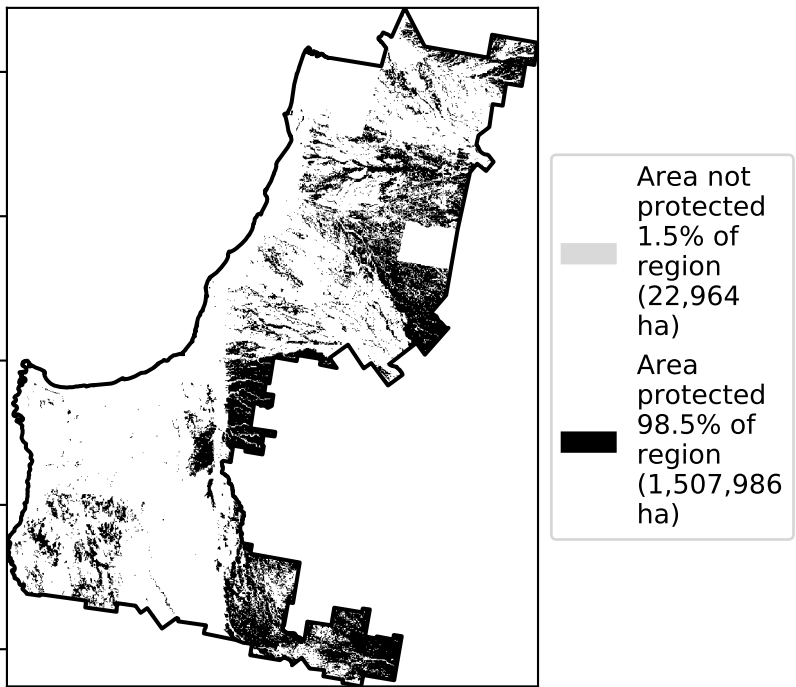 Area not
protected
1.5% of
region
(22,964
ha)
Area
protected
98.5% of
region
(1,507,986
ha)